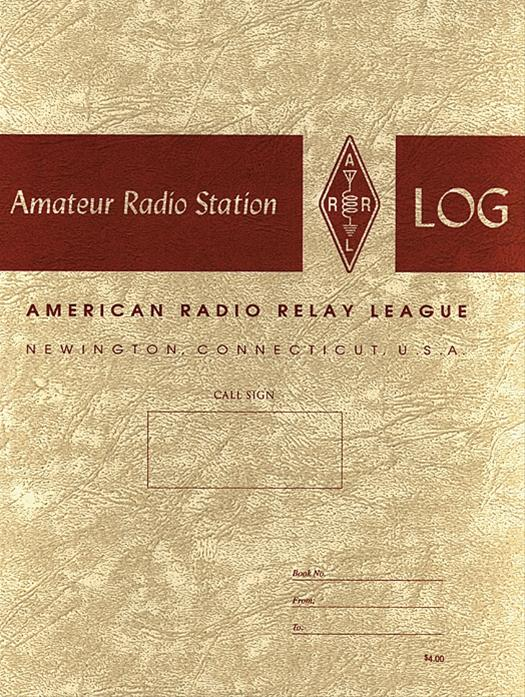 Amateur Radio Station
A
R R
L
LOG
AMERICAN RADIO RELAY LEAGUE
NEWINGTON, CONNECTICUT, U.S.A.
CALL SIGN
Book No.
From:
To:
$4.00